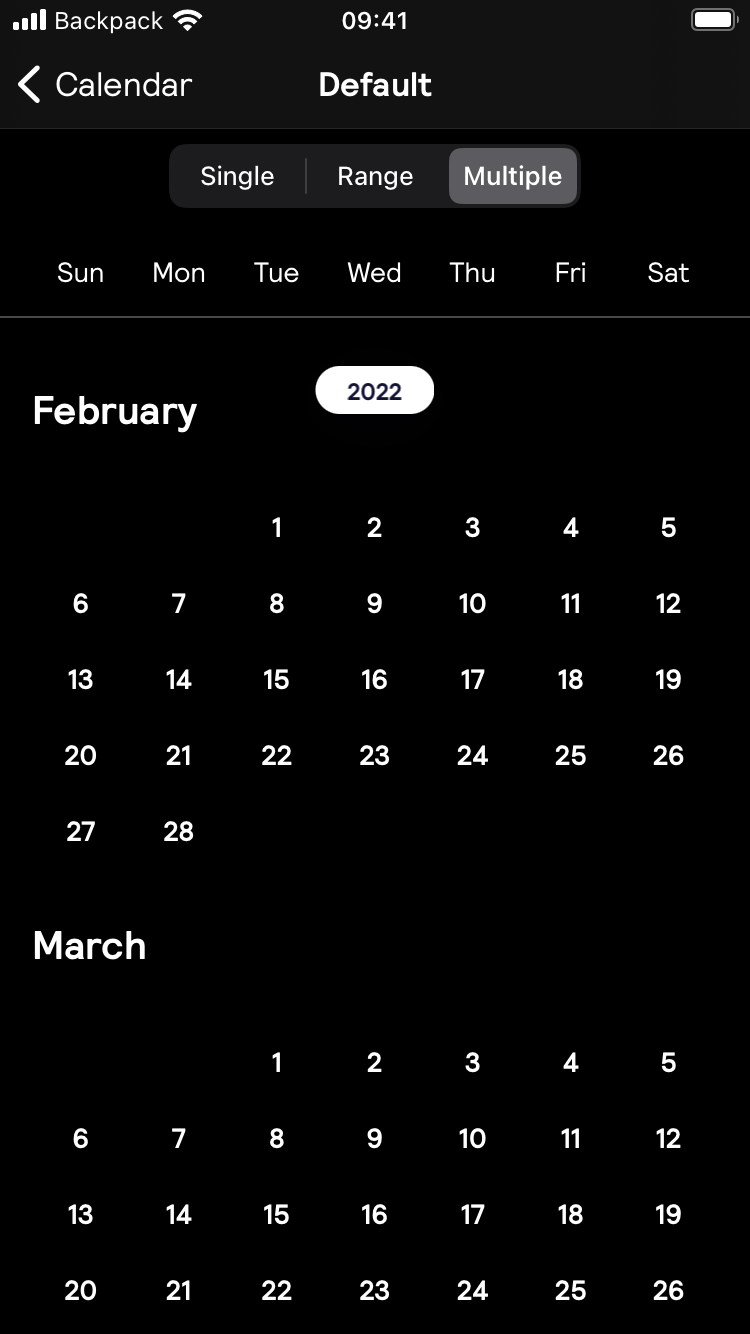 Backpack 09:41
Calendar Default
Single Range Multiple
Sun Mon Tue Wed Thu Fri Sat
2022
February
1 2 3 4 5
6 7 8 9 10 11 12
13 14 15 16 17 18 19
20 21 22 23 24 25 26
27 28
March
1 2 3 4 5
6 7 8 9 10 11 12
13 14 15 16 17 18 19
20 21 22 23 24 25 26